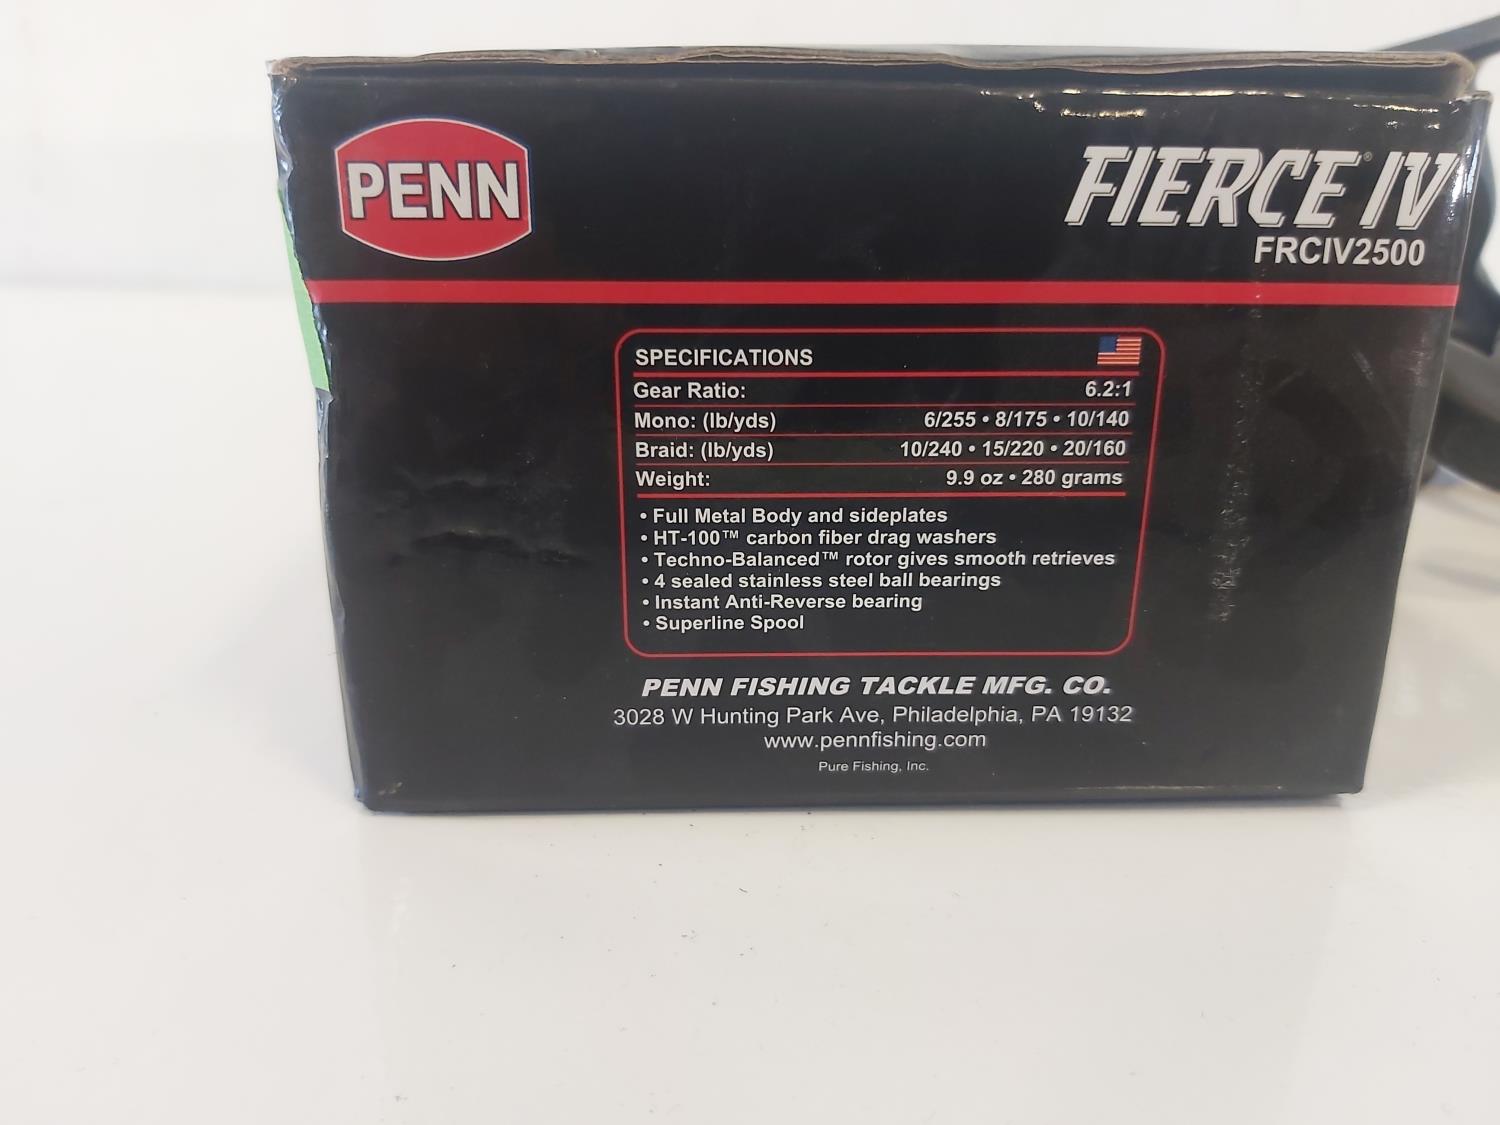 PENN
FIERCE® IV
FRCIV2500
SPECIFICATIONS
Gear Ratio: 6.2:1
Mono: (lb/yds) 6/255 • 8/175 • 10/140
Braid: (lb/yds) 10/240 • 15/220 • 20/160
Weight: 9.9 oz • 280 grams
• Full Metal Body and sideplates
• HT-100™ carbon fiber drag washers
• Techno-Balanced™ rotor gives smooth retrieves
• 4 sealed stainless steel ball bearings
• Instant Anti-Reverse bearing
• Superline Spool
PENN FISHING TACKLE MFG. CO.
3028 W Hunting Park Ave, Philadelphia, PA 19132
www.pennfishing.com
Pure Fishing, Inc.